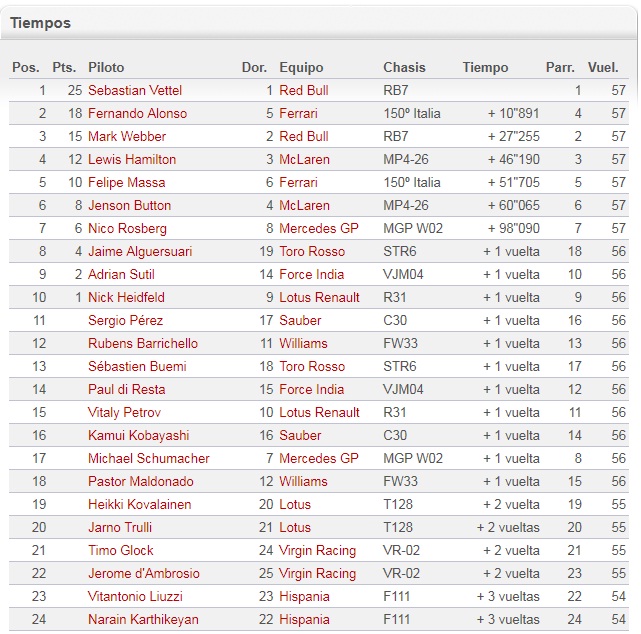 Tiempos
Pos. Pts. Piloto Dor. Equipo Chasis Tiempo Parr. Vuel.
1 25 Sebastian Vettel 1 Red Bull RB7 1 57
2 18 Fernando Alonso 5 Ferrari 150º Italia + 10"891 4 57
3 15 Mark Webber 2 Red Bull RB7 + 27"255 2 57
4 12 Lewis Hamilton 3 McLaren MP4-26 + 46"190 3 57
5 10 Felipe Massa 6 Ferrari 150º Italia + 51"705 5 57
6 8 Jenson Button 4 McLaren MP4-26 + 60"065 6 57
7 6 Nico Rosberg 8 Mercedes GP MGP W02 + 98"090 7 57
8 4 Jaime Alguersuari 19 Toro Rosso STR6 + 1 vuelta 18 56
9 2 Adrian Sutil 14 Force India VJM04 + 1 vuelta 10 56
10 1 Nick Heidfeld 9 Lotus Renault R31 + 1 vuelta 9 56
11 Sergio Pérez 17 Sauber C30 + 1 vuelta 16 56
12 Rubens Barrichello 11 Williams FW33 + 1 vuelta 13 56
13 Sébastien Buemi 18 Toro Rosso STR6 + 1 vuelta 17 56
14 Paul di Resta 15 Force India VJM04 + 1 vuelta 12 56
15 Vitaly Petrov 10 Lotus Renault R31 + 1 vuelta 11 56
16 Kamui Kobayashi 16 Sauber C30 + 1 vuelta 14 56
17 Michael Schumacher 7 Mercedes GP MGP W02 + 1 vuelta 8 56
18 Pastor Maldonado 12 Williams FW33 + 1 vuelta 15 56
19 Heikki Kovalainen 20 Lotus T128 + 2 vuelta 19 55
20 Jarno Trulli 21 Lotus T128 + 2 vueltas 20 55
21 Timo Glock 24 Virgin Racing VR-02 + 2 vuelta 21 55
22 Jerome d'Ambrosio 25 Virgin Racing VR-02 + 2 vuelta 23 55
23 Vitantonio Liuzzi 23 Hispania F111 + 3 vueltas 22 54
24 Narain Karthikeyan 22 Hispania F111 + 3 vueltas 24 54